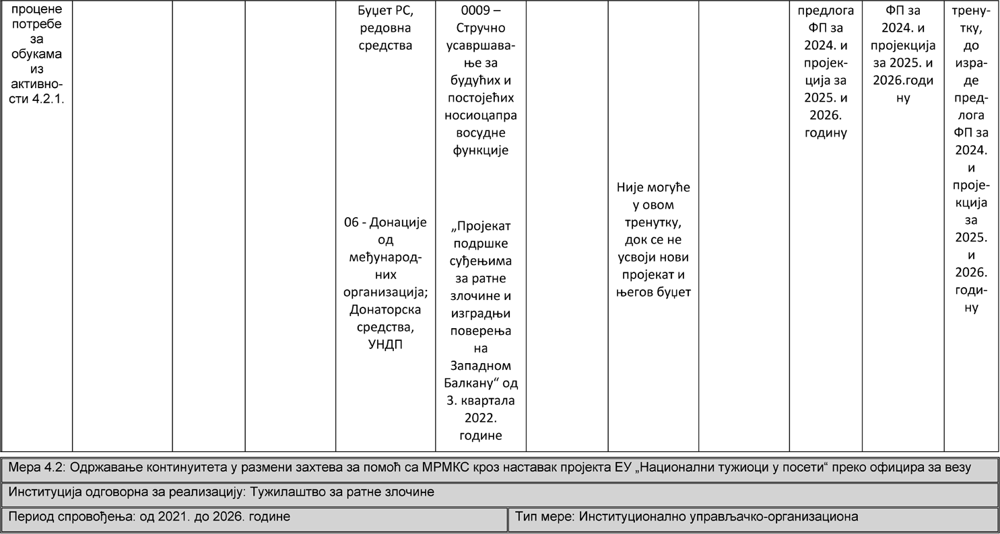 процене
потребе
за
обукама
из
активно-
сти 4.2.1.
Буџет РС,
редовна
средства
06 - Донације
од
међународ-
них
организација;
Донаторска
средства,
УНДП
0009 –
Стручно
усавршава-
ње за
будућих и
постојећих
носиоцапра
восудне
функције
„Пројекат
подршке
суђењима
за ратне
злочине и
изградњи
поверења
на
Западном
Балкану“ од
3. квартала
2022.
године
Није могуће
у овом
тренутку,
док се не
усвоји нови
пројекат и
његов буџет
предлога
ФП за
2024. и
пројек-
ција за
2025. и
2026.
годину
ФП за
2024. и
пројекција
за 2025. и
2026.годи
ну
трену-
тку,
до
изра-
де
пред-
лога
ФП за
2024.
и
проје-
кција
за
2025.
и
2026.
годи-
ну
Мера 4.2: Одржавање континуитета у размени захтева за помоћ са МРМКС кроз наставак пројекта ЕУ „Национални тужиоци у посети“ преко официра за везу
Институција одговорна за реализацију: Тужилаштво за ратне злочине
Период спровођења: од 2021. до 2026. године
Тип мере: Институционално управљачко-организациона